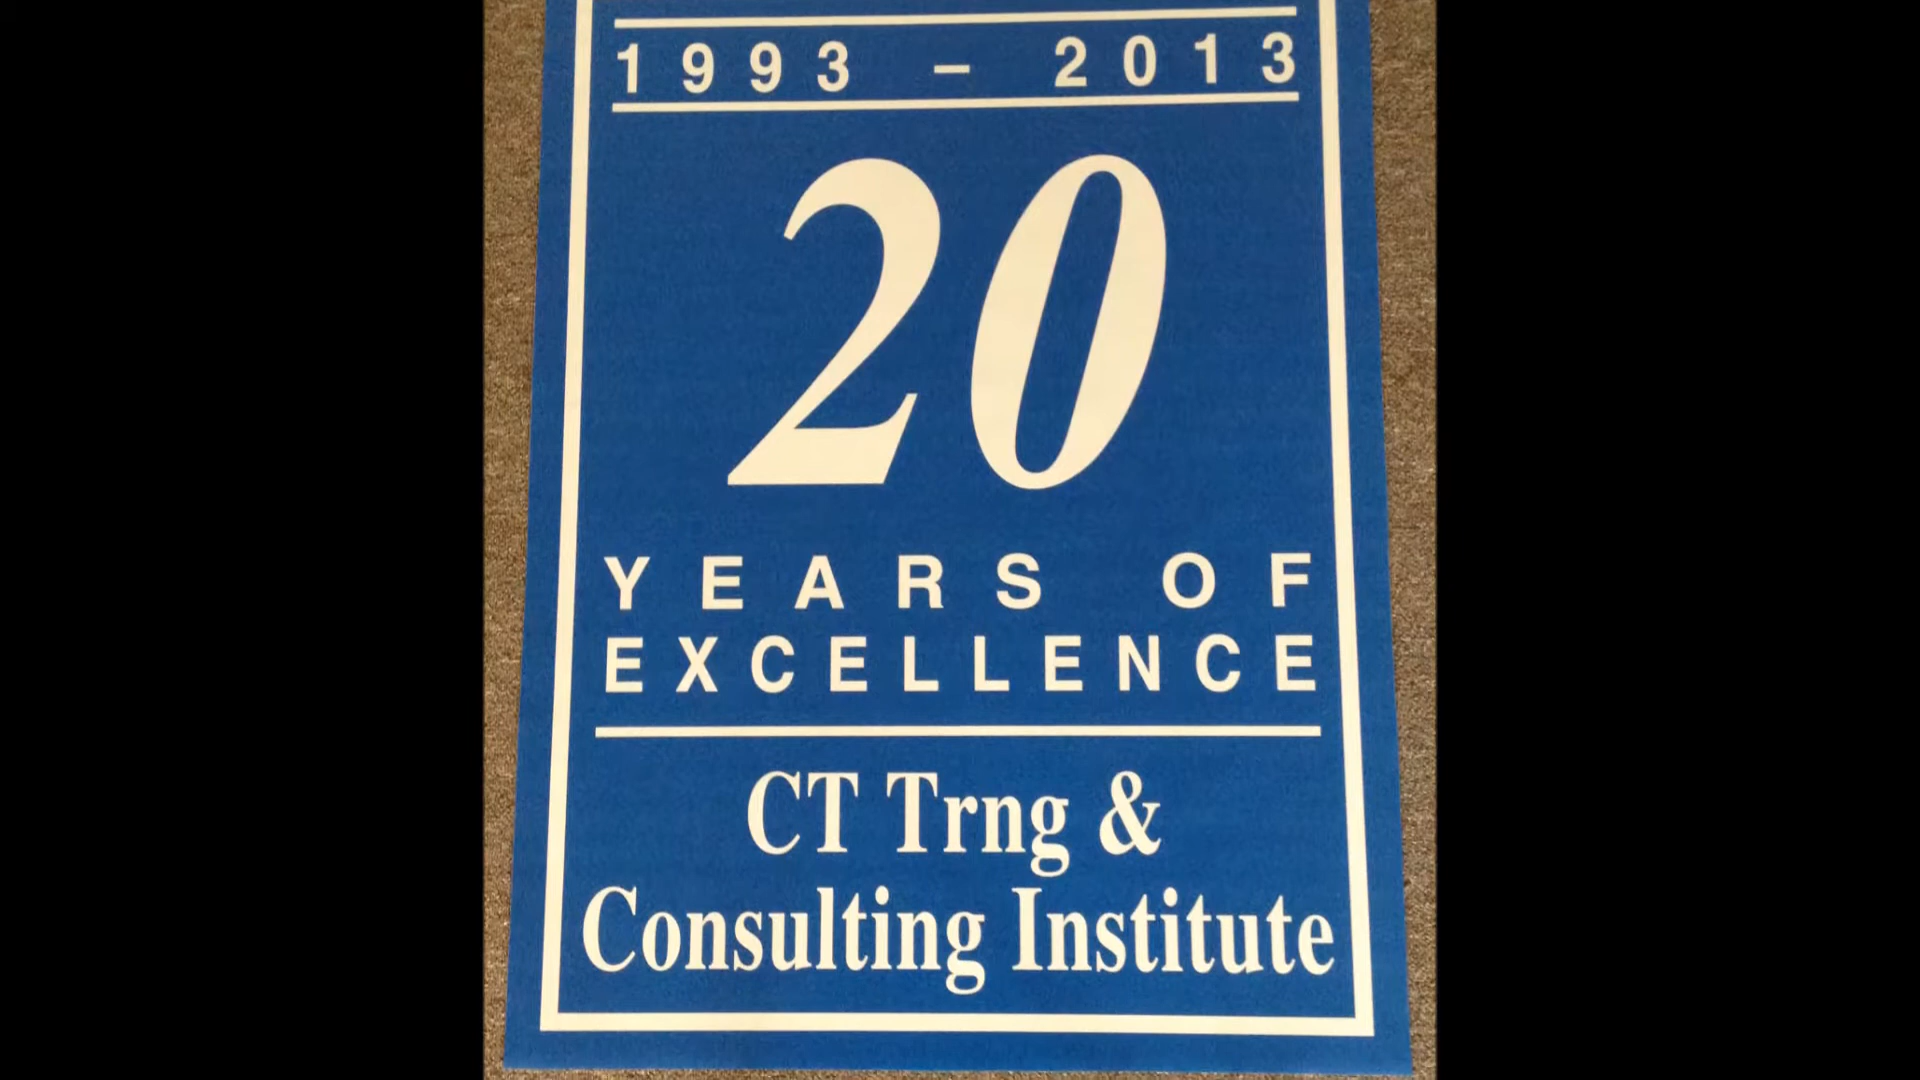 1993 – 2013
20
YEARS OF
EXCELLENCE
CT Trng &
Consulting Institute